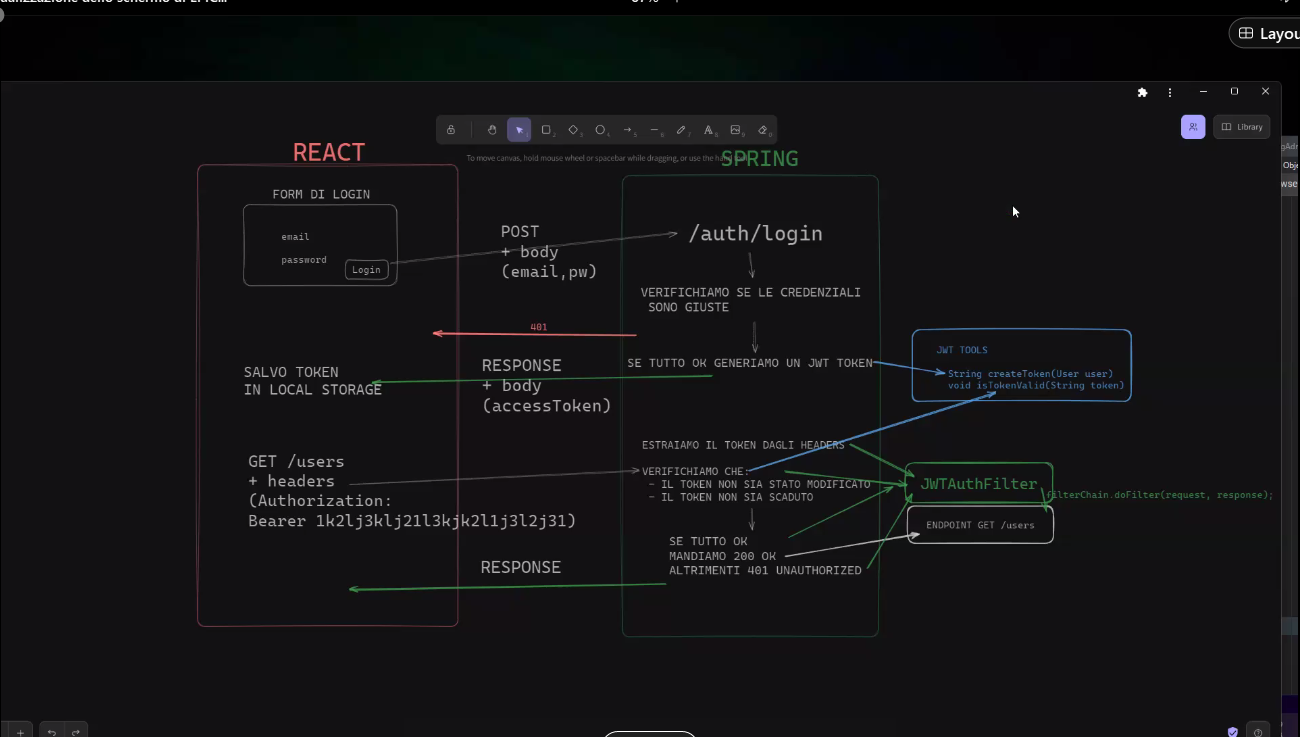 Layou
Library
To move canvas, hold mouse wheel or spacebar while dragging, or use the hand
REACT
SPRING
FORM DI LOGIN
email
password
Login
POST
+ body
(email,pw)
/auth/login
VERIFICHIAMO SE LE CREDENZIALI
SONO GIUSTE
401
SE TUTTO OK GENERIAMO UN JWT TOKEN
JWT TOOLS
String createToken(User user)
void isTokenValid(String token)
SALVO TOKEN
IN LOCAL STORAGE
RESPONSE
+ body
(accessToken)
ESTRAIAMO IL TOKEN DAGLI HEADERS
GET /users
+ headers
(Authorization:
Bearer 1k2lj3klj21l3kjk2l1j3l2j31)
VERIFICHIAMO CHE:
- IL TOKEN NON SIA STATO MODIFICATO
- IL TOKEN NON SIA SCADUTO
JWTAuthFilter
filterChain.doFilter(request, response);
ENDPOINT GET /users
SE TUTTO OK
MANDIAMO 200 OK
ALTRIMENTI 401 UNAUTHORIZED
RESPONSE